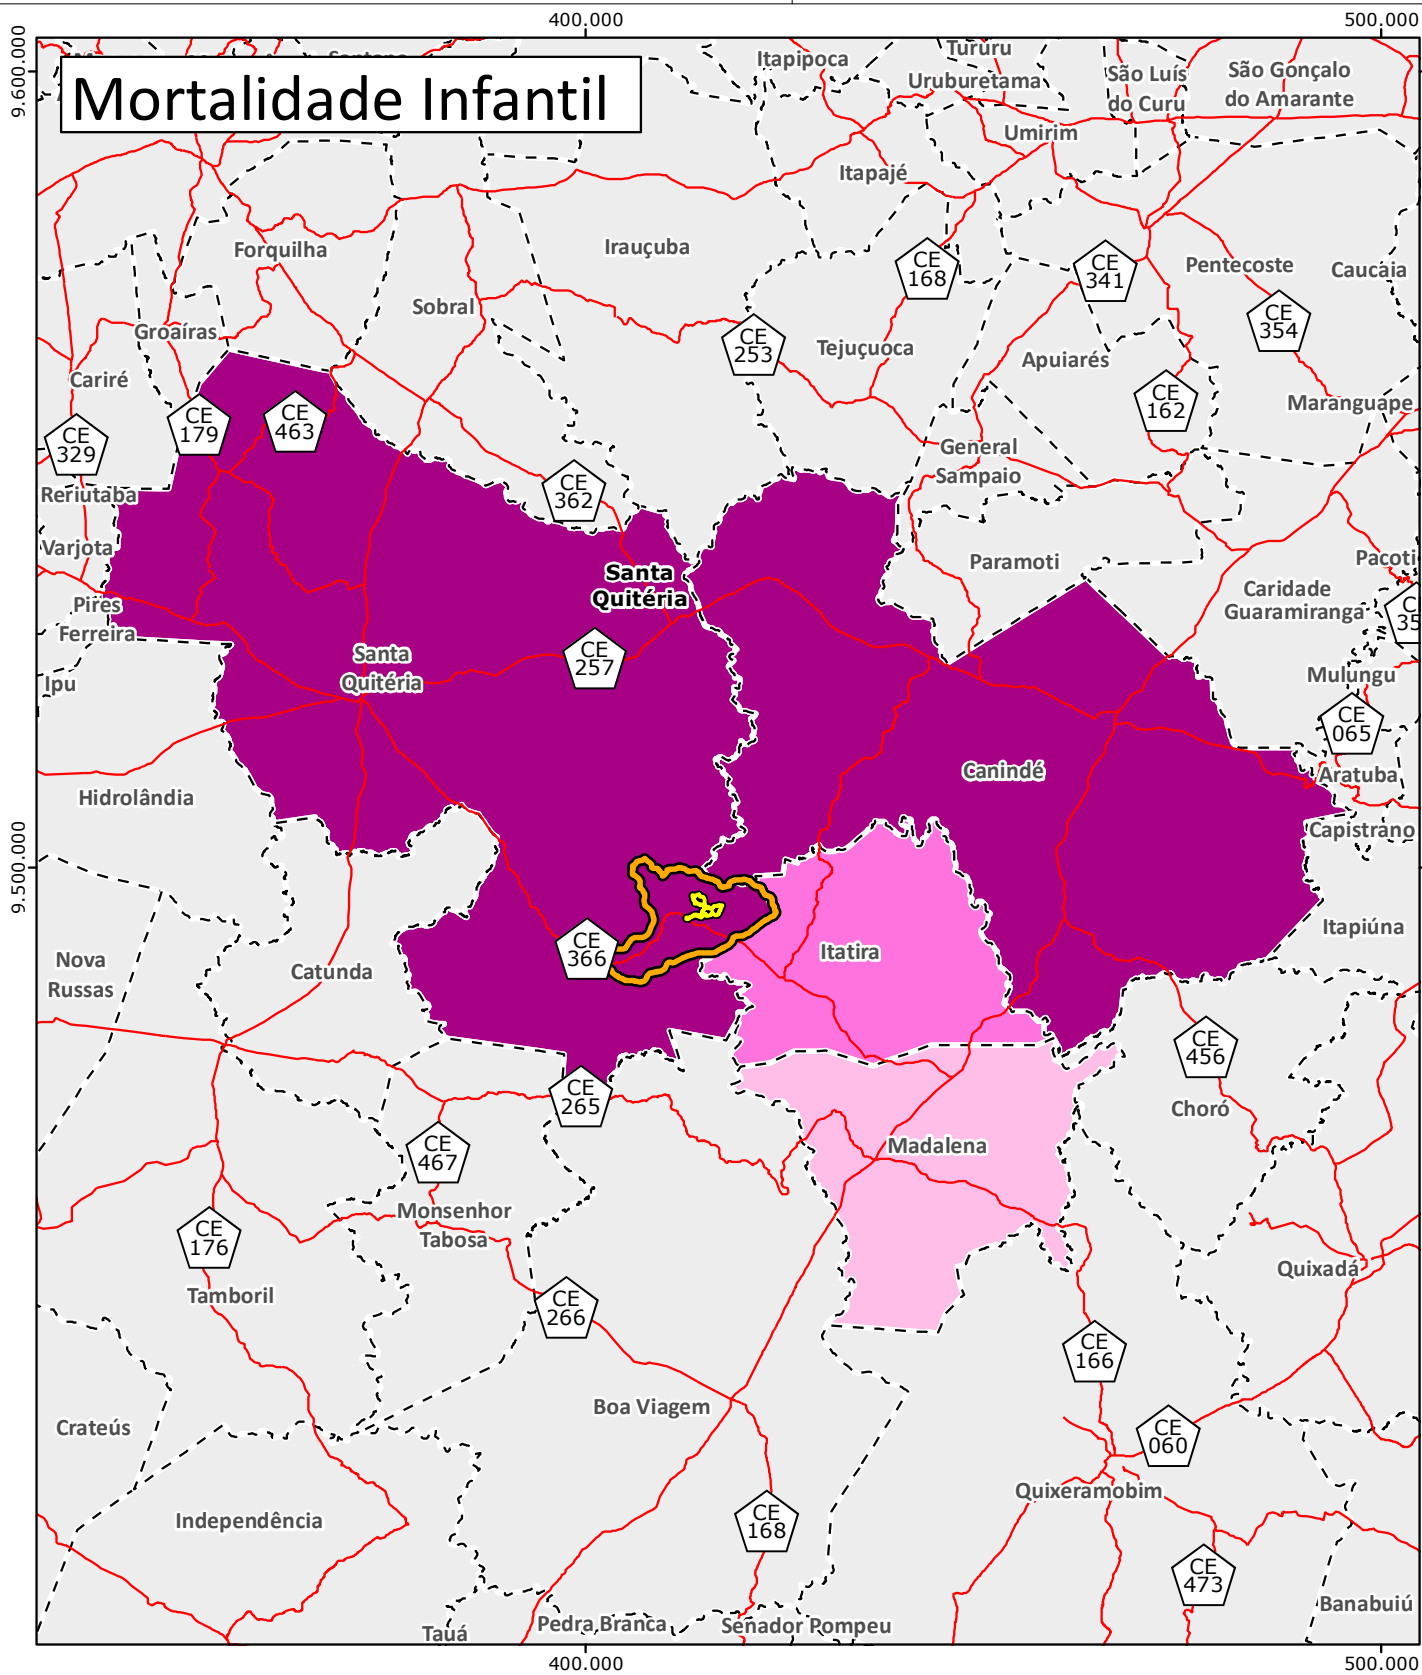 400.000
500.000
9.600.000
Mortalidade Infantil
Itapipoca
Tururu
Uruburetama
São Luís
do Curu
São Gonçalo
do Amarante
Umirim
Itapajé
Forquilha
Irauçuba
CE
168
CE
341
Pentecoste
Caucaia
Sobral
CE
354
Groaíras
CE
253
Tejuçuoca
Apuiarés
Cariré
CE
162
Maranguape
CE
179
CE
463
CE
329
General
Sampaio
CE
362
Reriutaba
Varjota
Paramoti
Pacoti
Santa
Quitéria
Caridade
Guaramiranga
C
35
Pires
Ferreira
CE
257
Santa
Quitéria
Ipu
Mulungu
CE
065
Canindé
Aratuba
Hidrolândia
Capistrano
9.500.000
Itapiúna
CE
366
Itatira
Nova
Russas
Catunda
CE
456
CE
265
Choró
CE
467
Madalena
Monsenhor
Tabosa
CE
176
Quixadá
Tamboril
CE
266
CE
166
Boa Viagem
Crateús
CE
060
Quixeramobim
Independência
CE
168
CE
473
Banabuiú
Tauá
Pedra Branca
Senador Pompeu
400.000
500.000